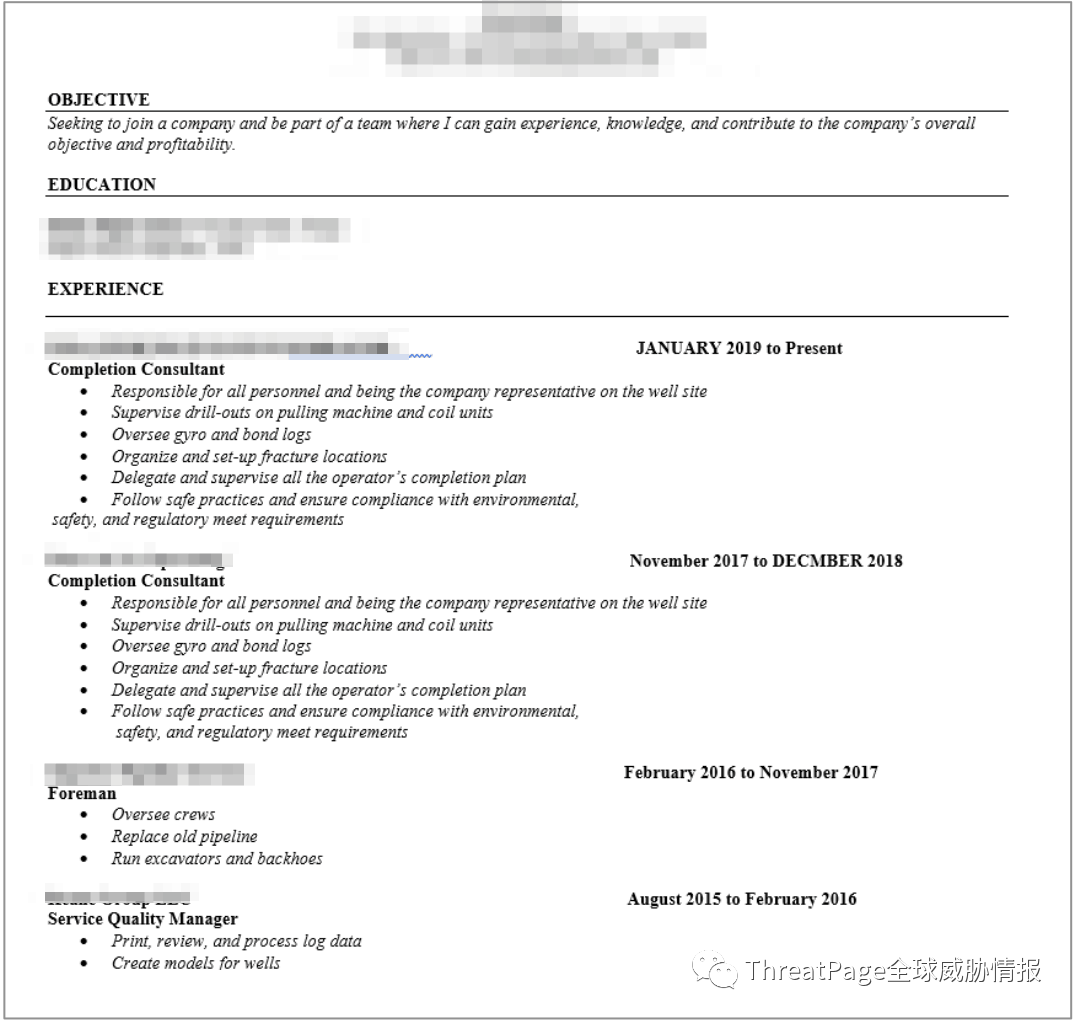 OBJECTIVE
Seeking to join a company and be part of a team where I can gain experience, knowledge, and contribute to the company's overall
objective and profitability.
EDUCATION
EXPERIENCE
JANUARY 2019 to Present
Completion Consultant
• Responsible for all personnel and being the company representative on the well site
• Supervise drill-outs on pulling machine and coil units
• Oversee gyro and bond logs
• Organize and set-up fracture locations
• Delegate and supervise all the operator's completion plan
• Follow safe practices and ensure compliance with environmental,
safety, and regulatory meet requirements
November 2017 to DECMBER 2018
Completion Consultant
• Responsible for all personnel and being the company representative on the well site
• Supervise drill-outs on pulling machine and coil units
• Oversee gyro and bond logs
• Organize and set-up fracture locations
• Delegate and supervise all the operator's completion plan
• Follow safe practices and ensure compliance with environmental,
safety, and regulatory meet requirements
February 2016 to November 2017
Foreman
• Oversee crews
• Replace old pipeline
• Run excavators and backhoes
August 2015 to February 2016
Service Quality Manager
• Print, review, and process log data
• Create models for wells
ThreatPage全球威胁情报